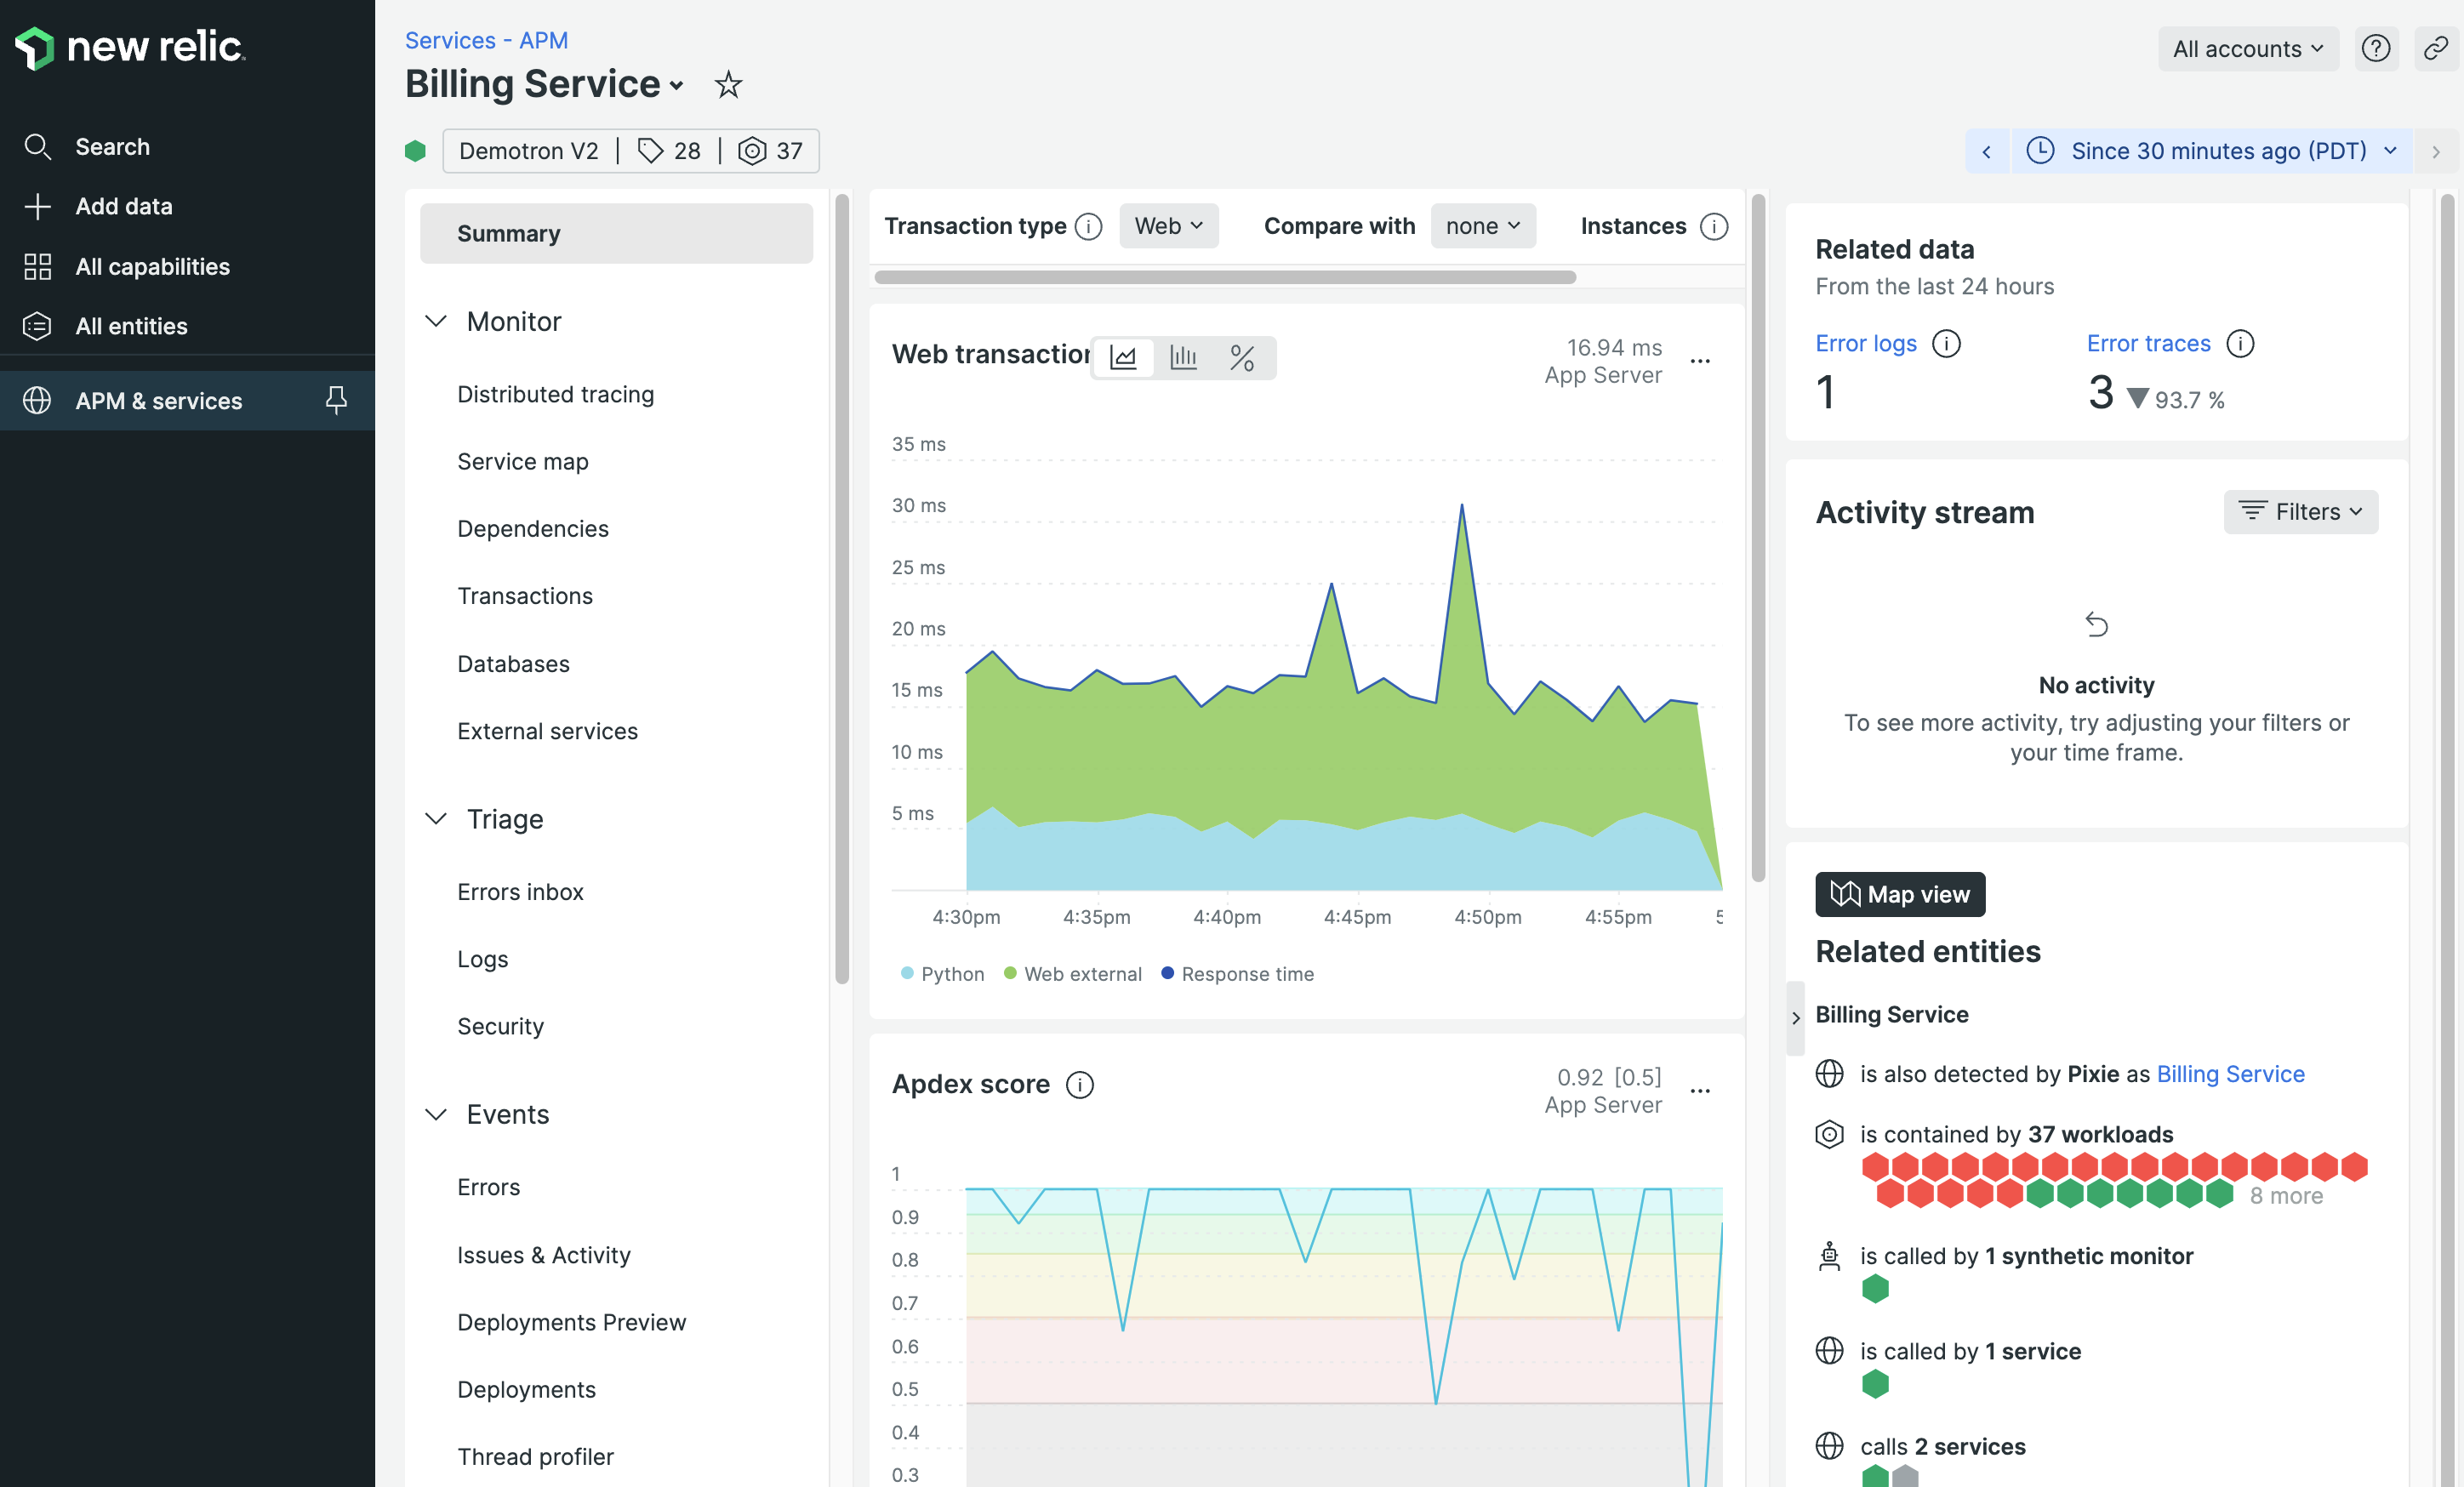 new relic
Search
Add data
All capabilities
All entities
APM & services
Services - APM
Billing Service
Demotron V2 | 28 | 37
All accounts
Since 30 minutes ago (PDT)
Summary
Monitor
Distributed tracing
Service map
Dependencies
Transactions
Databases
External services
Triage
Errors inbox
Logs
Security
Events
Errors
Issues & Activity
Deployments Preview
Deployments
Thread profiler
Transaction type Web Compare with none Instances
Web transaction
16.94 ms
App Server
35 ms
30 ms
25 ms
20 ms
15 ms
10 ms
5 ms
4:30pm 4:35pm 4:40pm 4:45pm 4:50pm 4:55pm 5
Python Web external Response time
Apdex score
0.92 [0.5]
App Server
1
0.9
0.8
0.7
0.6
0.5
0.4
0.3
Related data
From the last 24 hours
Error logs
1
Error traces
3 93.7 %
Activity stream
Filters
No activity
To see more activity, try adjusting your filters or
your time frame.
Map view
Related entities
Billing Service
is also detected by Pixie as Billing Service
is contained by 37 workloads
8 more
is called by 1 synthetic monitor
is called by 1 service
calls 2 services